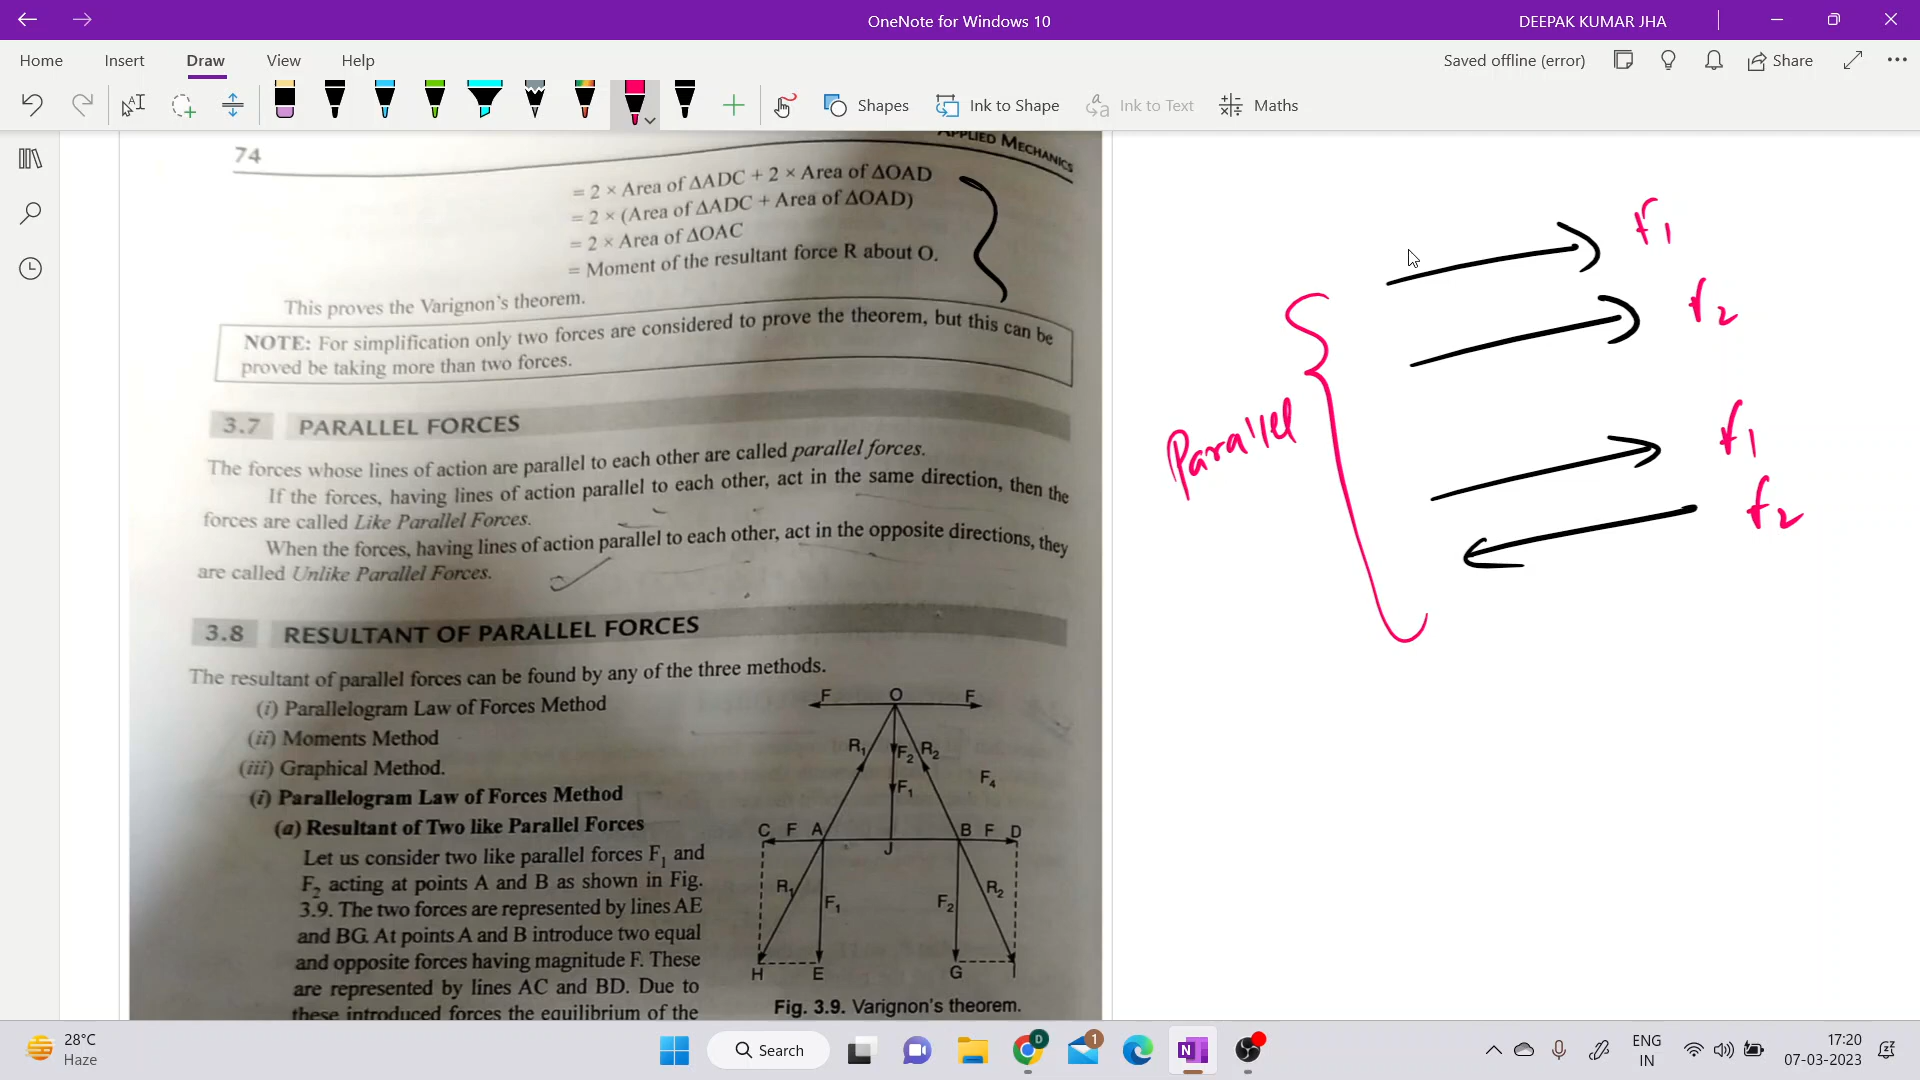 OneNote for Windows 10
DEEPAK KUMAR JHA
Home
Insert
Draw
View
Help
Saved offline (error)
Share
Shapes
Ink to Shape
Ink to Text
Maths
74
APPLIED MECHANICS
= 2 × Area of ΔADC + 2 × Area of ΔOAD
= 2 × (Area of ΔADC + Area of ΔOAD)
= 2 × Area of ΔOAC
= Moment of the resultant force R about O.
This proves the Varignon's theorem.
NOTE: For simplification only two forces are considered to prove the theorem, but this can be
proved be taking more than two forces.
3.7 PARALLEL FORCES
The forces whose lines of action are parallel to each other are called parallel forces.
If the forces, having lines of action parallel to each other, act in the same direction, then the
forces are called Like Parallel Forces.
When the forces, having lines of action parallel to each other, act in the opposite directions, they
are called Unlike Parallel Forces.
3.8 RESULTANT OF PARALLEL FORCES
The resultant of parallel forces can be found by any of the three methods.
(i) Parallelogram Law of Forces Method
(ii) Moments Method
(iii) Graphical Method.
(i) Parallelogram Law of Forces Method
(a) Resultant of Two like Parallel Forces
Let us consider two like parallel forces F₁ and
F₂ acting at points A and B as shown in Fig.
3.9. The two forces are represented by lines AE
and BG. At points A and B introduce two equal
and opposite forces having magnitude F. These
are represented by lines AC and BD. Due to
these introduced forces the equilibrium of the
F O F
R₁ F₂ R₂
F₁ F₄
C F A J B F D
R₁ F₁ F₂ R₂
H E G I
Fig. 3.9. Varignon's theorem.
F₁
F₂
Parallel
F₁
F₂
28°C
Haze
Search
D
1
N
ENG
IN
17:20
07-03-2023